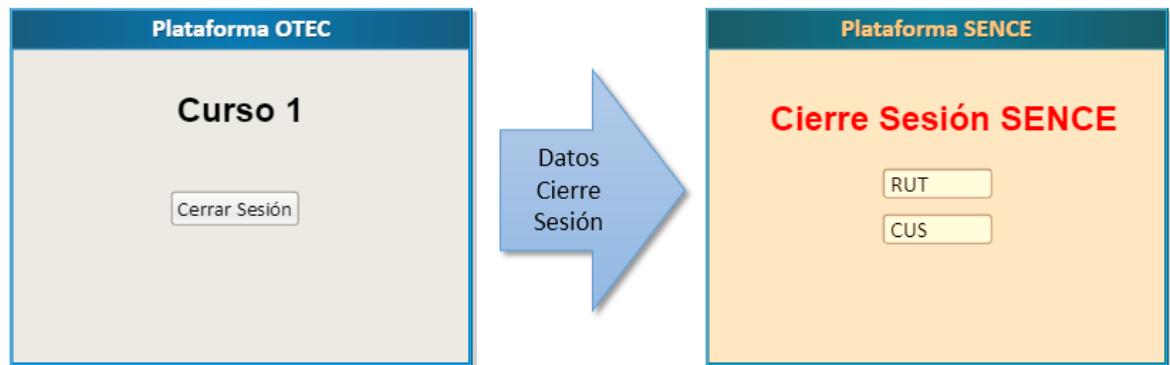 Plataforma OTEC
Curso 1
Cerrar Sesión
Datos
Cierre
Sesión
Plataforma SENCE
Cierre Sesión SENCE
RUT
CUS